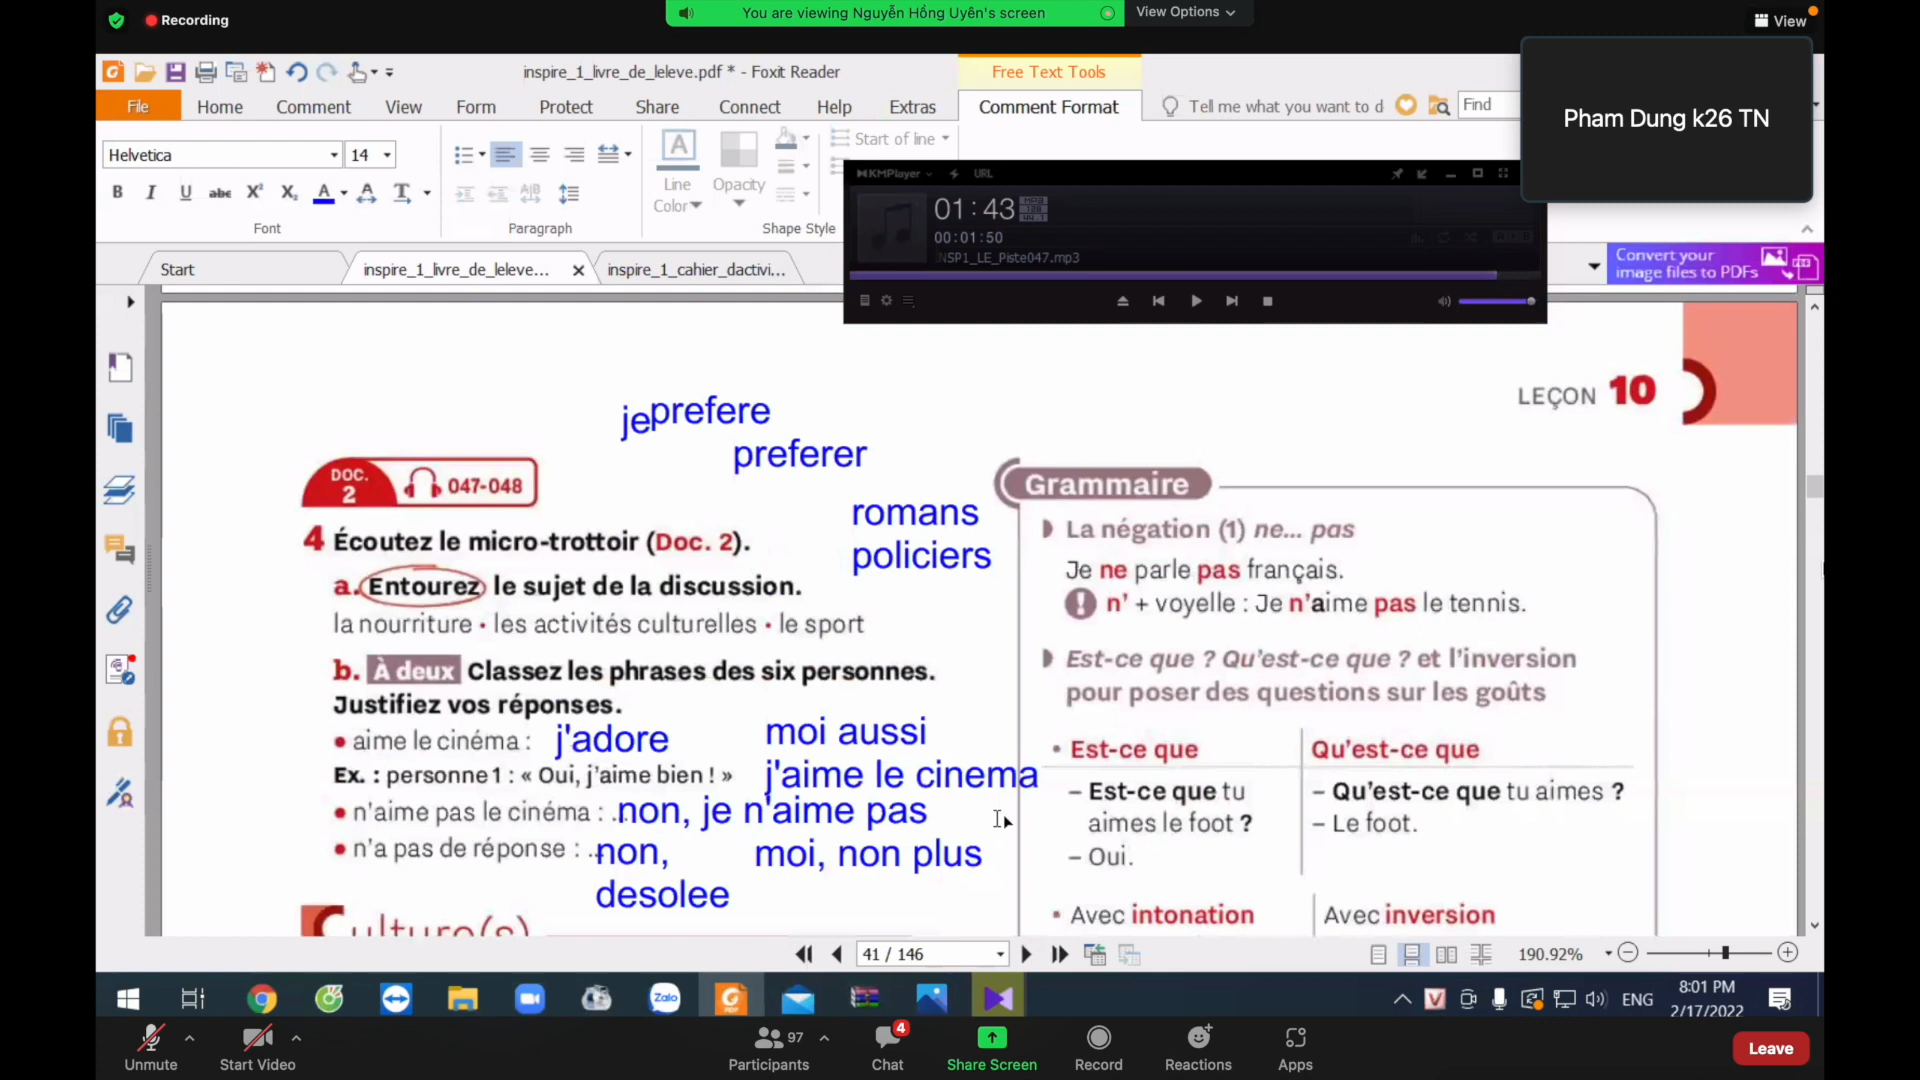 Recording
You are viewing Nguyễn Hồng Uyên's screen
View Options
View
Pham Dung k26 TN
inspire_1_livre_de_leleve.pdf * - Foxit Reader
Free Text Tools
File Home Comment View Form Protect Share Connect Help Extras Comment Format Tell me what you want to d Find
Helvetica 14
Start of line
Line Color
Opacity
B I U abc X² X₂ A
Font
Paragraph
Shape Style
KMPlayer URL
01:43
00:01:50
NSP1_LE_Piste047.mp3
Start
inspire_1_livre_de_leleve...
inspire_1_cahier_dactivi...
Convert your
image files to PDFs
LEÇON 10
je prefere
preferer
romans
policiers
DOC.
2
047-048
4 Écoutez le micro-trottoir (Doc. 2).
a. Entourez le sujet de la discussion.
la nourriture • les activités culturelles • le sport
b. À deux Classez les phrases des six personnes.
Justifiez vos réponses.
• aime le cinéma : j'adore
moi aussi
j'aime le cinema
Ex. : personne 1 : « Oui, j'aime bien ! »
• n'aime pas le cinéma : ... non, je n'aime pas
• n'a pas de réponse : ... non,
desolee
moi, non plus
Culture(s)
Grammaire
La négation (1) ne... pas
Je ne parle pas français.
! n' + voyelle : Je n'aime pas le tennis.
Est-ce que ? Qu'est-ce que ? et l'inversion
pour poser des questions sur les goûts
• Est-ce que
Qu'est-ce que
– Est-ce que tu
aimes le foot ?
– Oui.
– Qu'est-ce que tu aimes ?
– Le foot.
• Avec intonation
Avec inversion
41 / 146
190.92%
Zalo
ENG
8:01 PM
2/17/2022
Unmute
Start Video
97
Participants
4
Chat
Share Screen
Record
Reactions
Apps
Leave